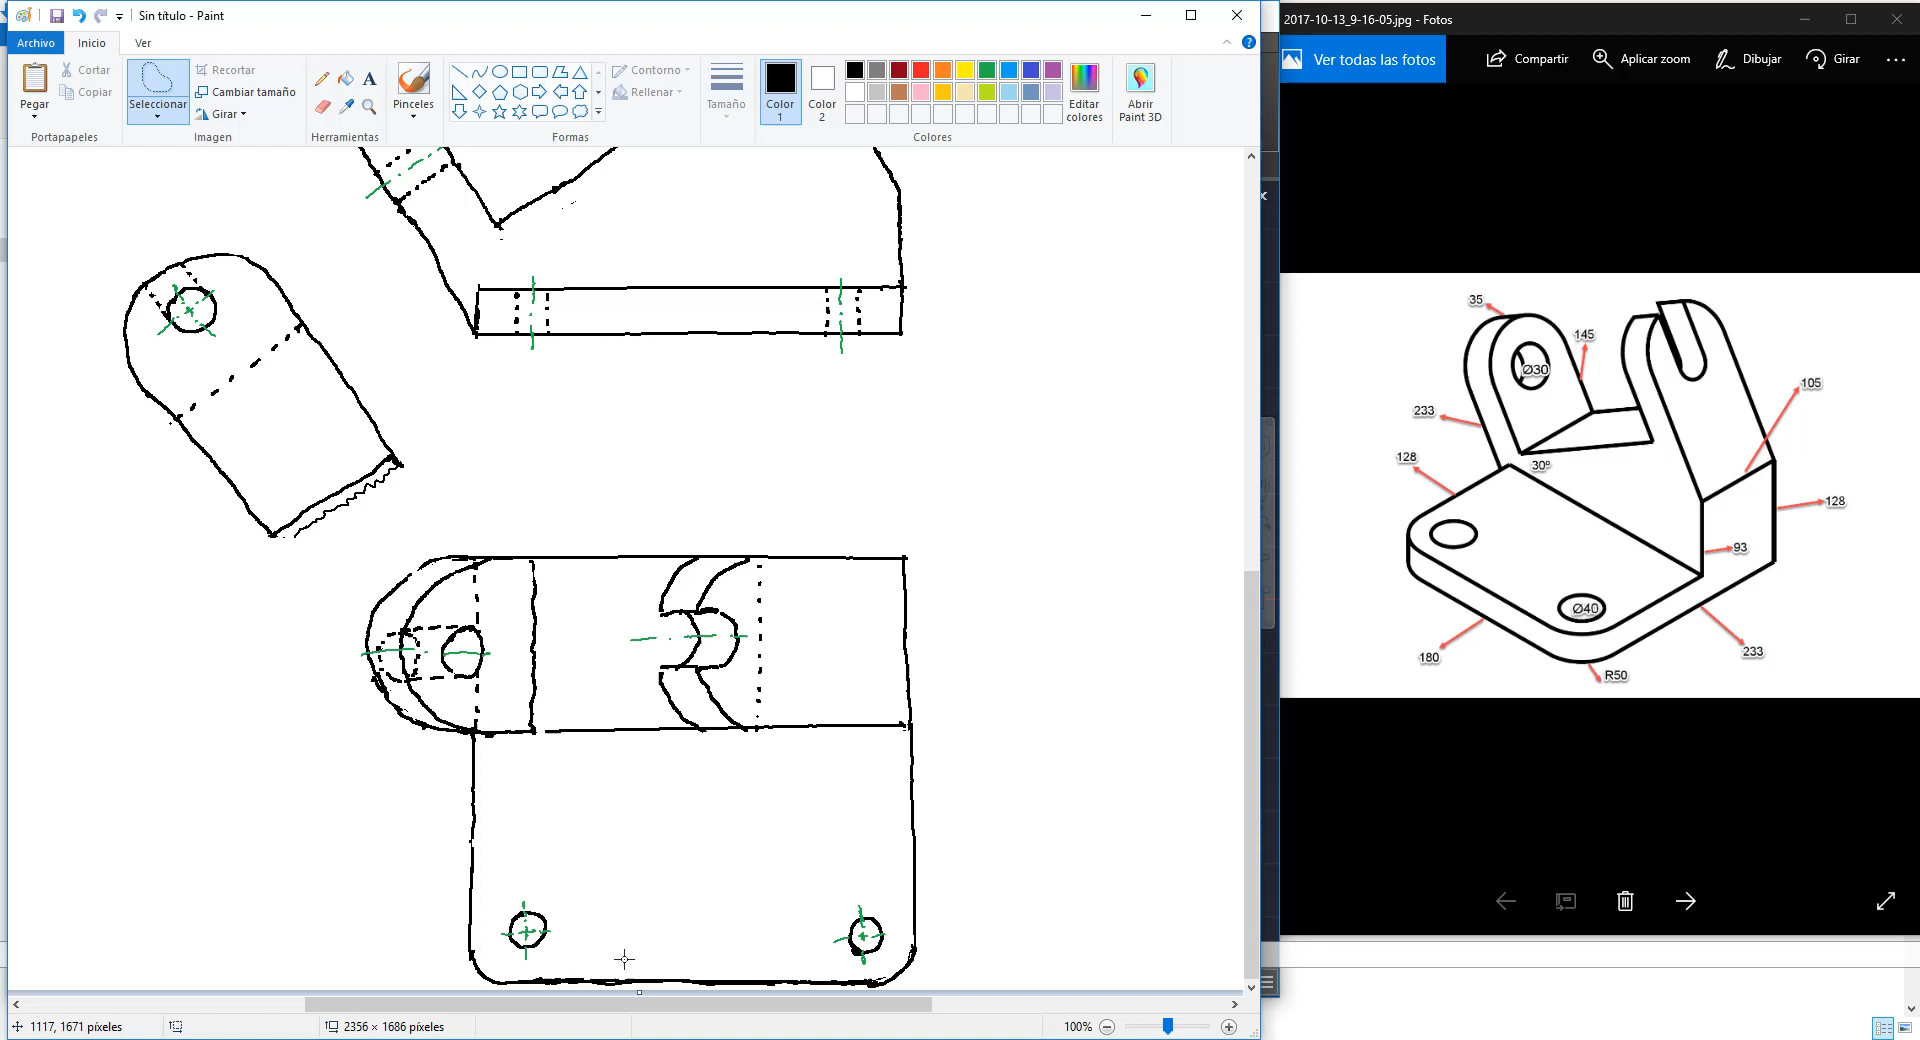 Sin título - Paint
Archivo Inicio Ver
Pegar
Cortar
Copiar
Portapapeles
Seleccionar
Recortar
Cambiar tamaño
Girar
Imagen
A
Herramientas
Pinceles
Contorno
Rellenar
Formas
Tamaño
Color 1
Color 2
Editar colores
Colores
Abrir Paint 3D
1117, 1671 píxeles
2356 × 1686 píxeles
100%
2017-10-13_9-16-05.jpg - Fotos
Ver todas las fotos
Compartir
Aplicar zoom
Dibujar
Girar
35
145
Ø30
105
233
128
30º
128
93
Ø40
180
233
R50